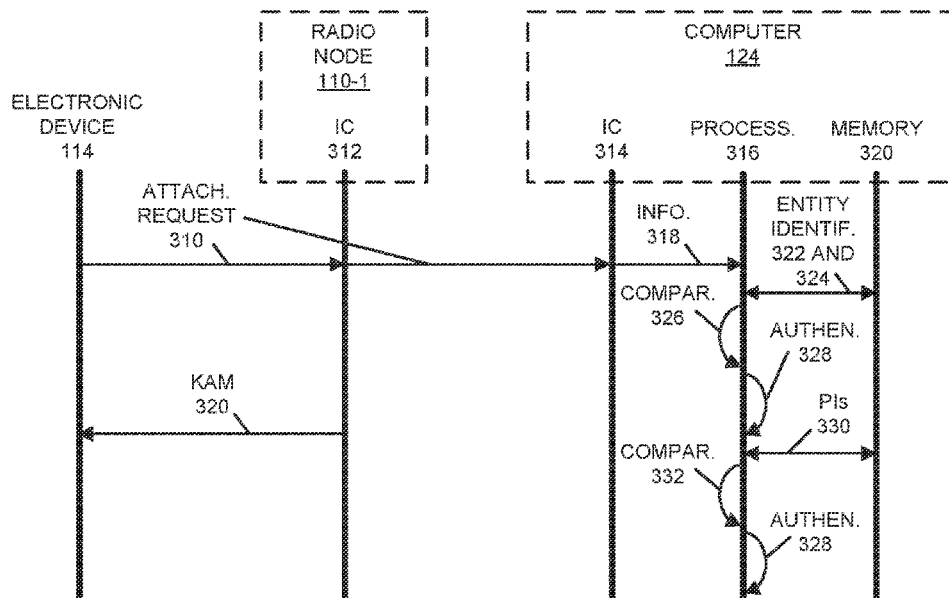 RADIO
NODE
110-1
COMPUTER
124
ELECTRONIC
DEVICE
114
IC
312
IC
314
PROCESS.
316
MEMORY
320
ATTACH.
REQUEST
310
INFO.
318
ENTITY
IDENTIF.
322 AND
324
COMPAR.
326
AUTHEN.
328
KAM
320
PIs
330
COMPAR.
332
AUTHEN.
328